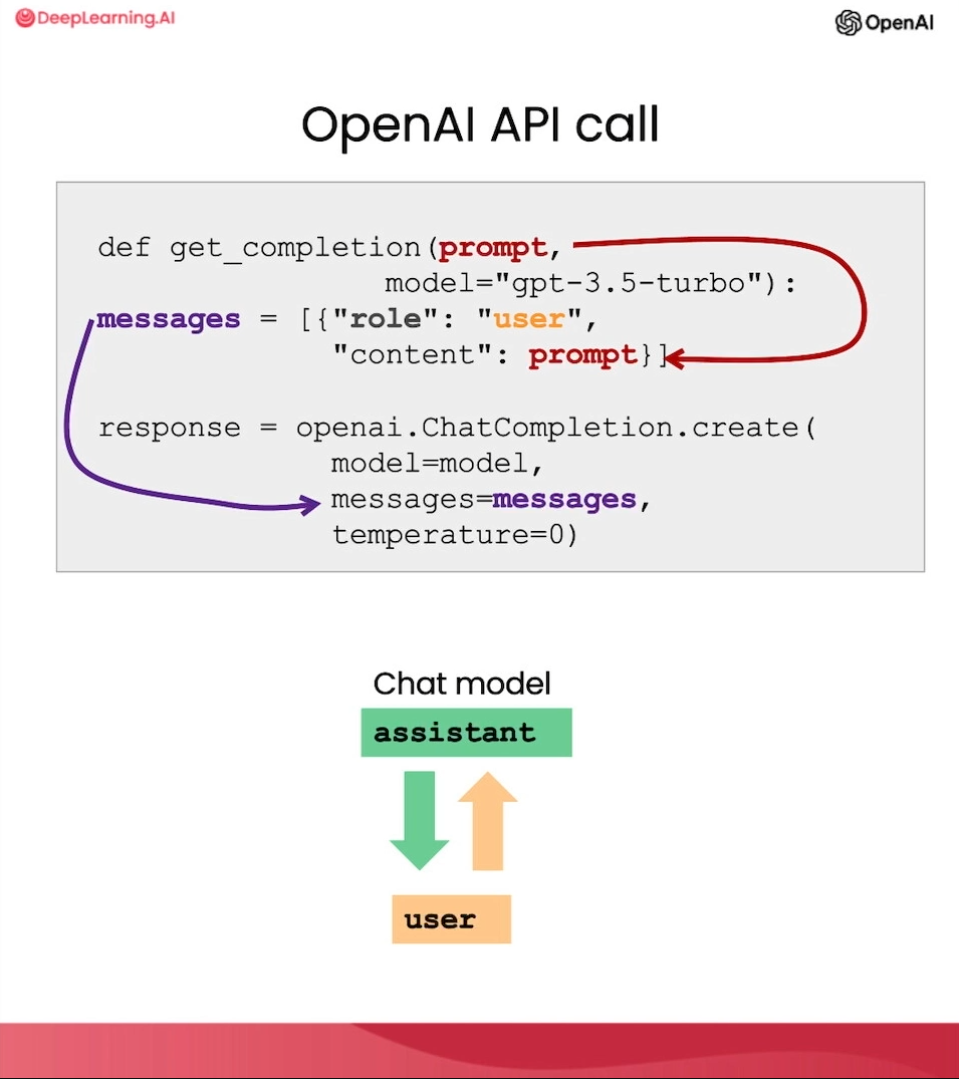 DeepLearning.AI
OpenAI
OpenAI API call
def get_completion(prompt,
model="gpt-3.5-turbo"):
messages = [{"role": "user",
"content": prompt}]
response = openai.ChatCompletion.create(
model=model,
messages=messages,
temperature=0)
Chat model
assistant
user